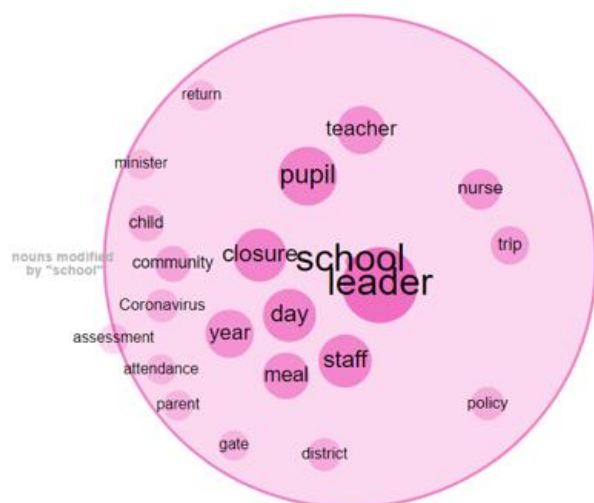 return
teacher
minister
pupil
nurse
child
trip
nouns modified
by "school"
community
closure
school
leader
Coronavirus
day
assessment
year
staff
attendance
meal
parent
policy
gate
district